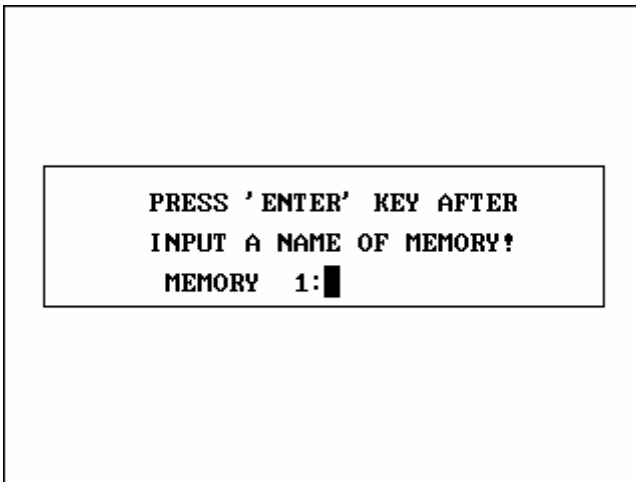 PRESS 'ENTER' KEY AFTER
INPUT A NAME OF MEMORY!
MEMORY 1: